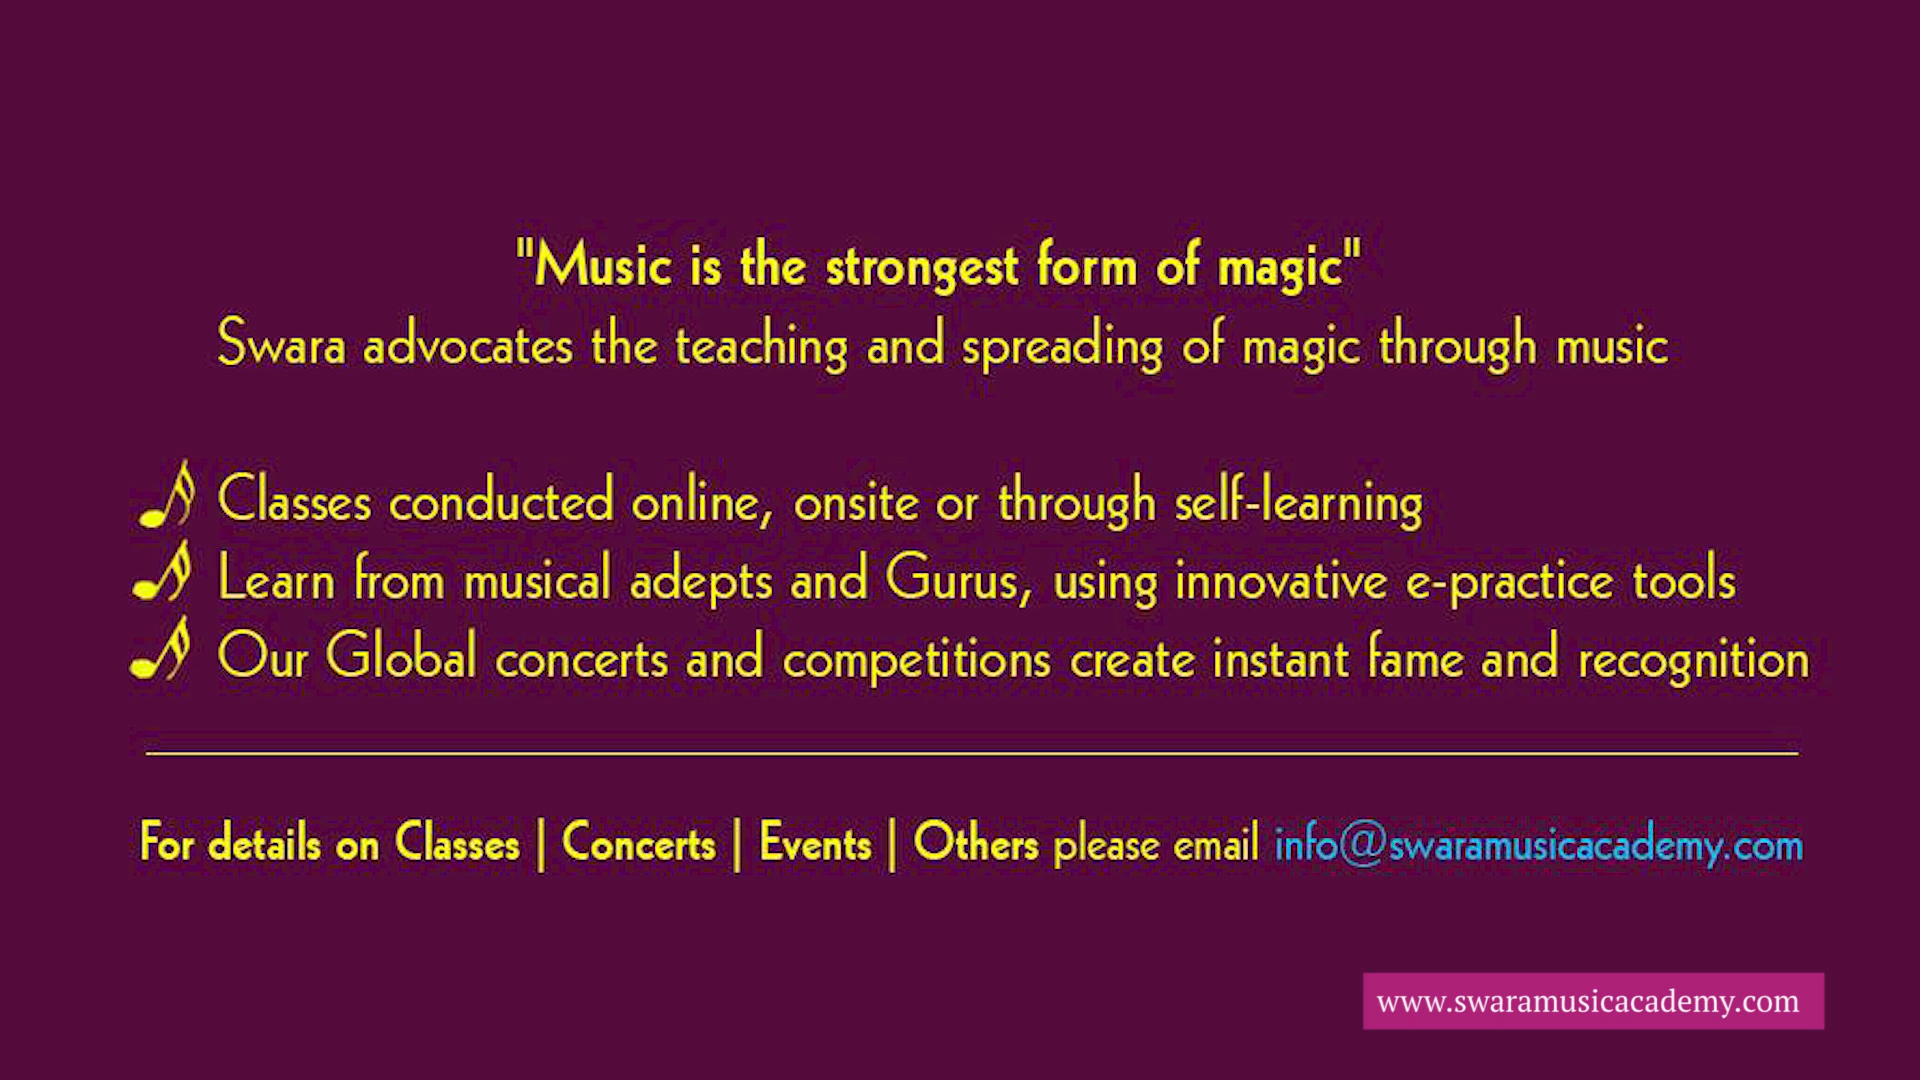 "Music is the strongest form of magic"
Swara advocates the teaching and spreading of magic through music
Classes conducted online, onsite or through self-learning
Learn from musical adepts and Gurus, using innovative e-practice tools
Our Global concerts and competitions create instant fame and recognition
For details on Classes | Concerts | Events | Others please email info@swaramusicacademy.com
www.swaramusicacademy.com